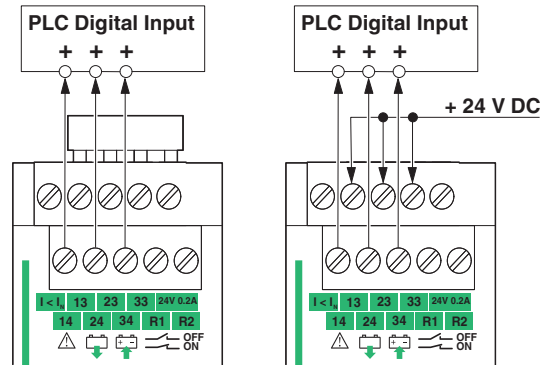 PLC Digital Input
+ + +
I < IN 13 23 33 24V 0.2A
14 24 34 R1 R2
OFF
ON
PLC Digital Input
+ + +
+ 24 V DC
I < IN 13 23 33 24V 0.2A
14 24 34 R1 R2
OFF
ON